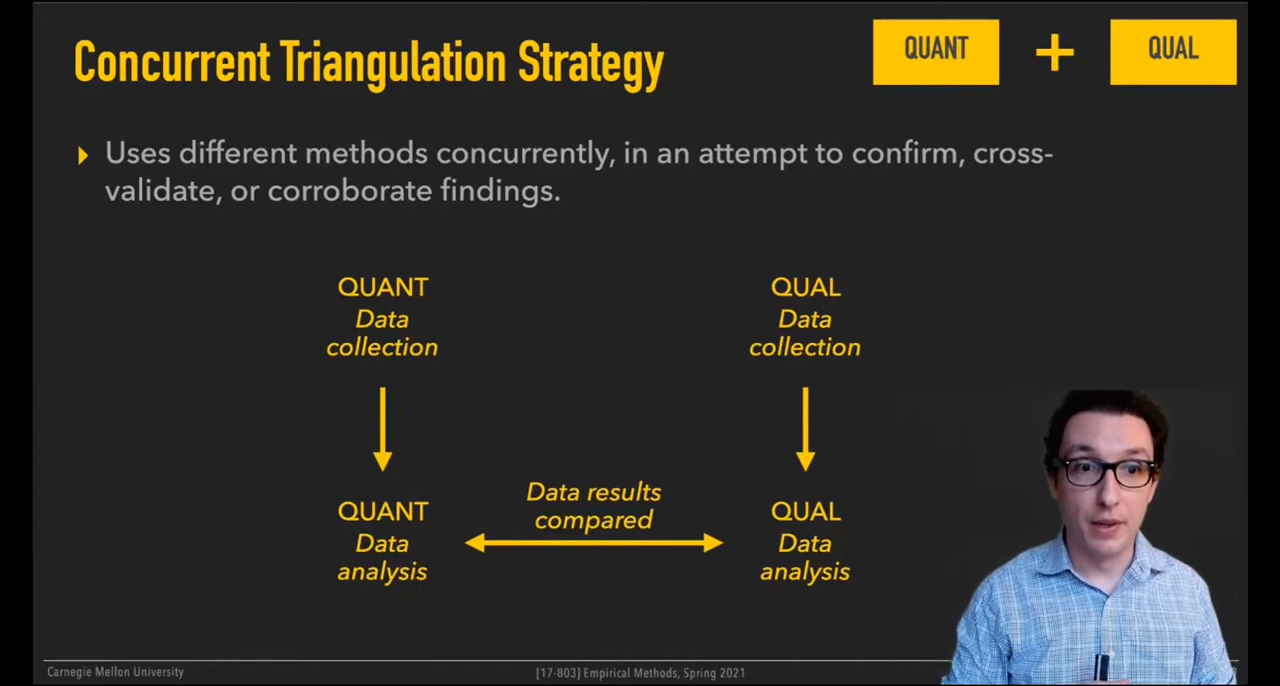 Concurrent Triangulation Strategy
QUANT + QUAL
Uses different methods concurrently, in an attempt to confirm, cross-
validate, or corroborate findings.
QUANT
Data
collection
QUAL
Data
collection
Data results
compared
QUANT
Data
analysis
QUAL
Data
analysis
Carnegie Mellon University
[17-803] Empirical Methods, Spring 2021